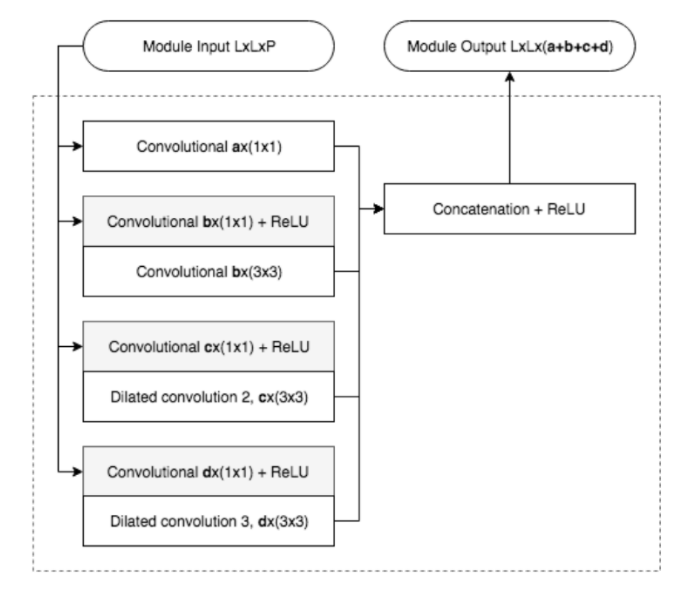 Module Input LxLxP
Module Output LxLx(a+b+c+d)
Convolutional ax(1x1)
Convolutional bx(1x1) + ReLU
Convolutional bx(3x3)
Concatenation + ReLU
Convolutional cx(1x1) + ReLU
Dilated convolution 2, cx(3x3)
Convolutional dx(1x1) + ReLU
Dilated convolution 3, dx(3x3)